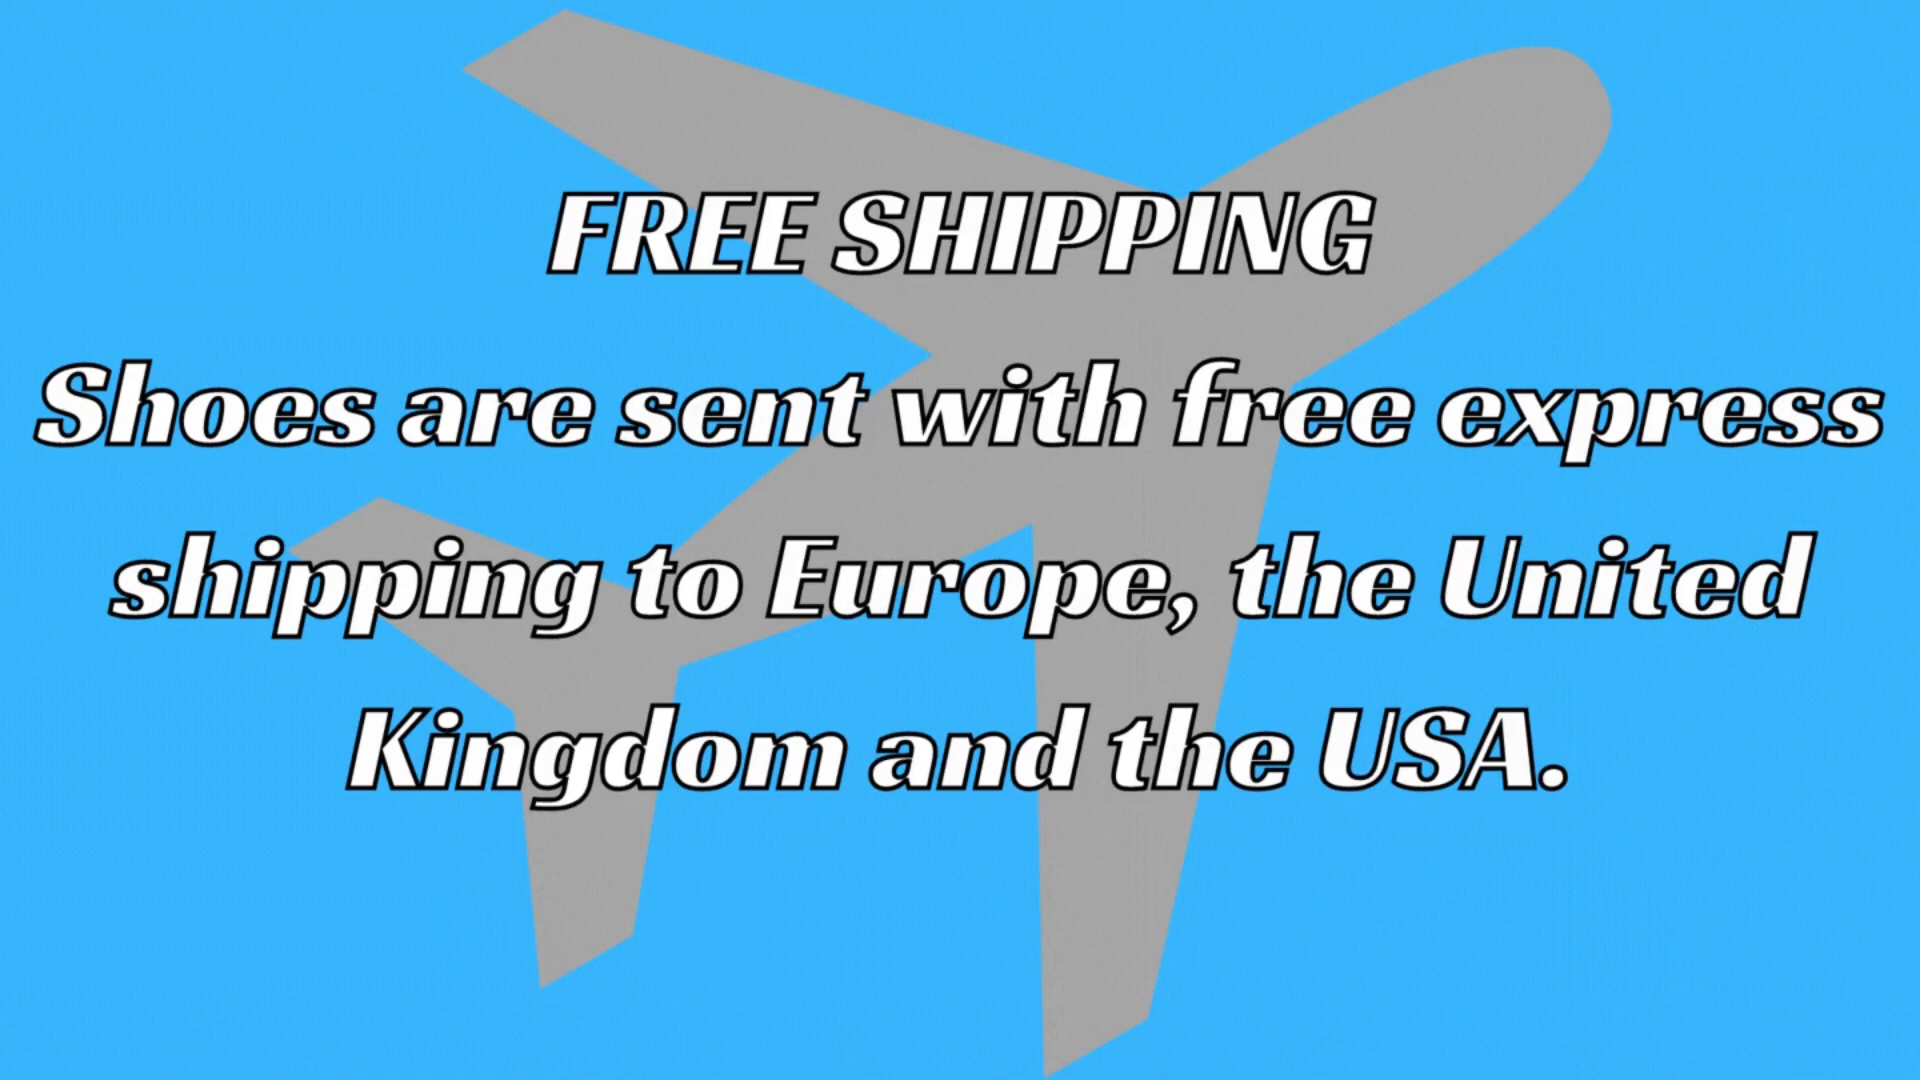 FREE SHIPPING
Shoes are sent with free express
shipping to Europe, the United
Kingdom and the USA.